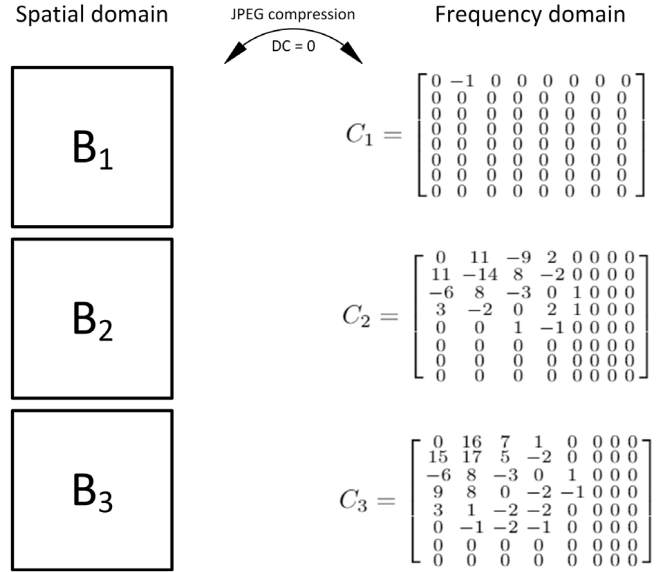 Spatial domain
JPEG compression
Frequency domain
DC = 0
B1
C1 =
0 −1 0 0 0 0 0 0
0 0 0 0 0 0 0 0
0 0 0 0 0 0 0 0
0 0 0 0 0 0 0 0
0 0 0 0 0 0 0 0
0 0 0 0 0 0 0 0
0 0 0 0 0 0 0 0
0 0 0 0 0 0 0 0
B2
C2 =
0 11 −9 2 0 0 0 0
11 −14 8 −2 0 0 0 0
−6 8 −3 0 1 0 0 0
3 −2 0 2 1 0 0 0
0 0 1 −1 0 0 0 0
0 0 0 0 0 0 0 0
0 0 0 0 0 0 0 0
0 0 0 0 0 0 0 0
B3
C3 =
0 16 7 1 0 0 0 0
15 17 5 −2 0 0 0 0
−6 8 −3 0 1 0 0 0
9 8 0 −2 −1 0 0 0
3 1 −2 −2 0 0 0 0
0 −1 −2 −1 0 0 0 0
0 0 0 0 0 0 0 0
0 0 0 0 0 0 0 0